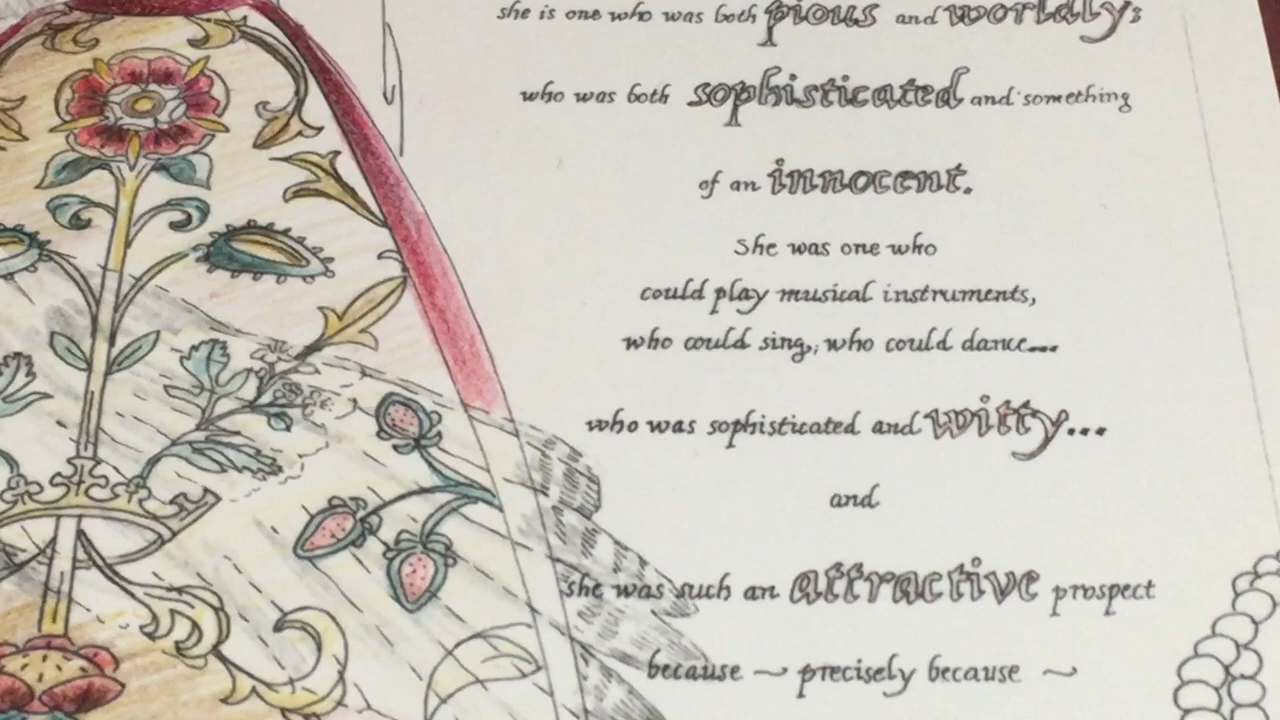 she is one who was both pious and worldly;
who was both sophisticated and something
of an innocent.
She was one who
could play musical instruments,
who could sing, who could dance...
who was sophisticated and witty...
and
she was such an attractive prospect
because ~ precisely because ~